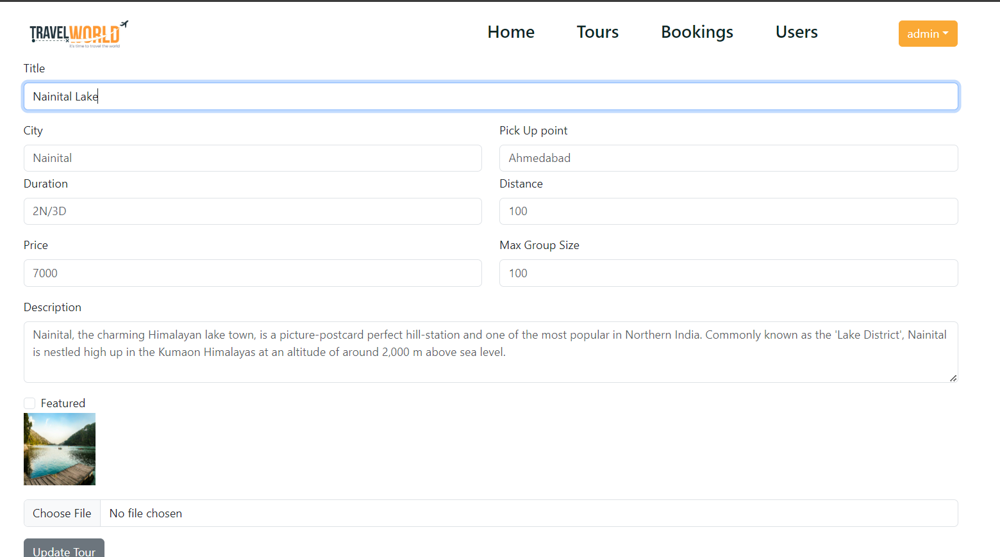 TRAVELWORLD
it's time to travel the world
Home Tours Bookings Users admin
Title
Nainital Lake
City Pick Up point
Nainital Ahmedabad
Duration Distance
2N/3D 100
Price Max Group Size
7000 100
Description
Nainital, the charming Himalayan lake town, is a picture-postcard perfect hill-station and one of the most popular in Northern India. Commonly known as the 'Lake District', Nainital
is nestled high up in the Kumaon Himalayas at an altitude of around 2,000 m above sea level.
Featured
Choose File No file chosen
Update Tour